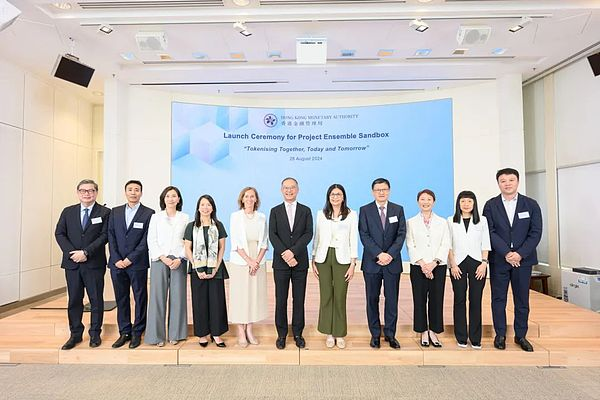 HONG KONG MONETARY AUTHORITY
香港金融管理局
Launch Ceremony for Project Ensemble Sandbox
"Tokenising Together, Today and Tomorrow"
28 August 2024